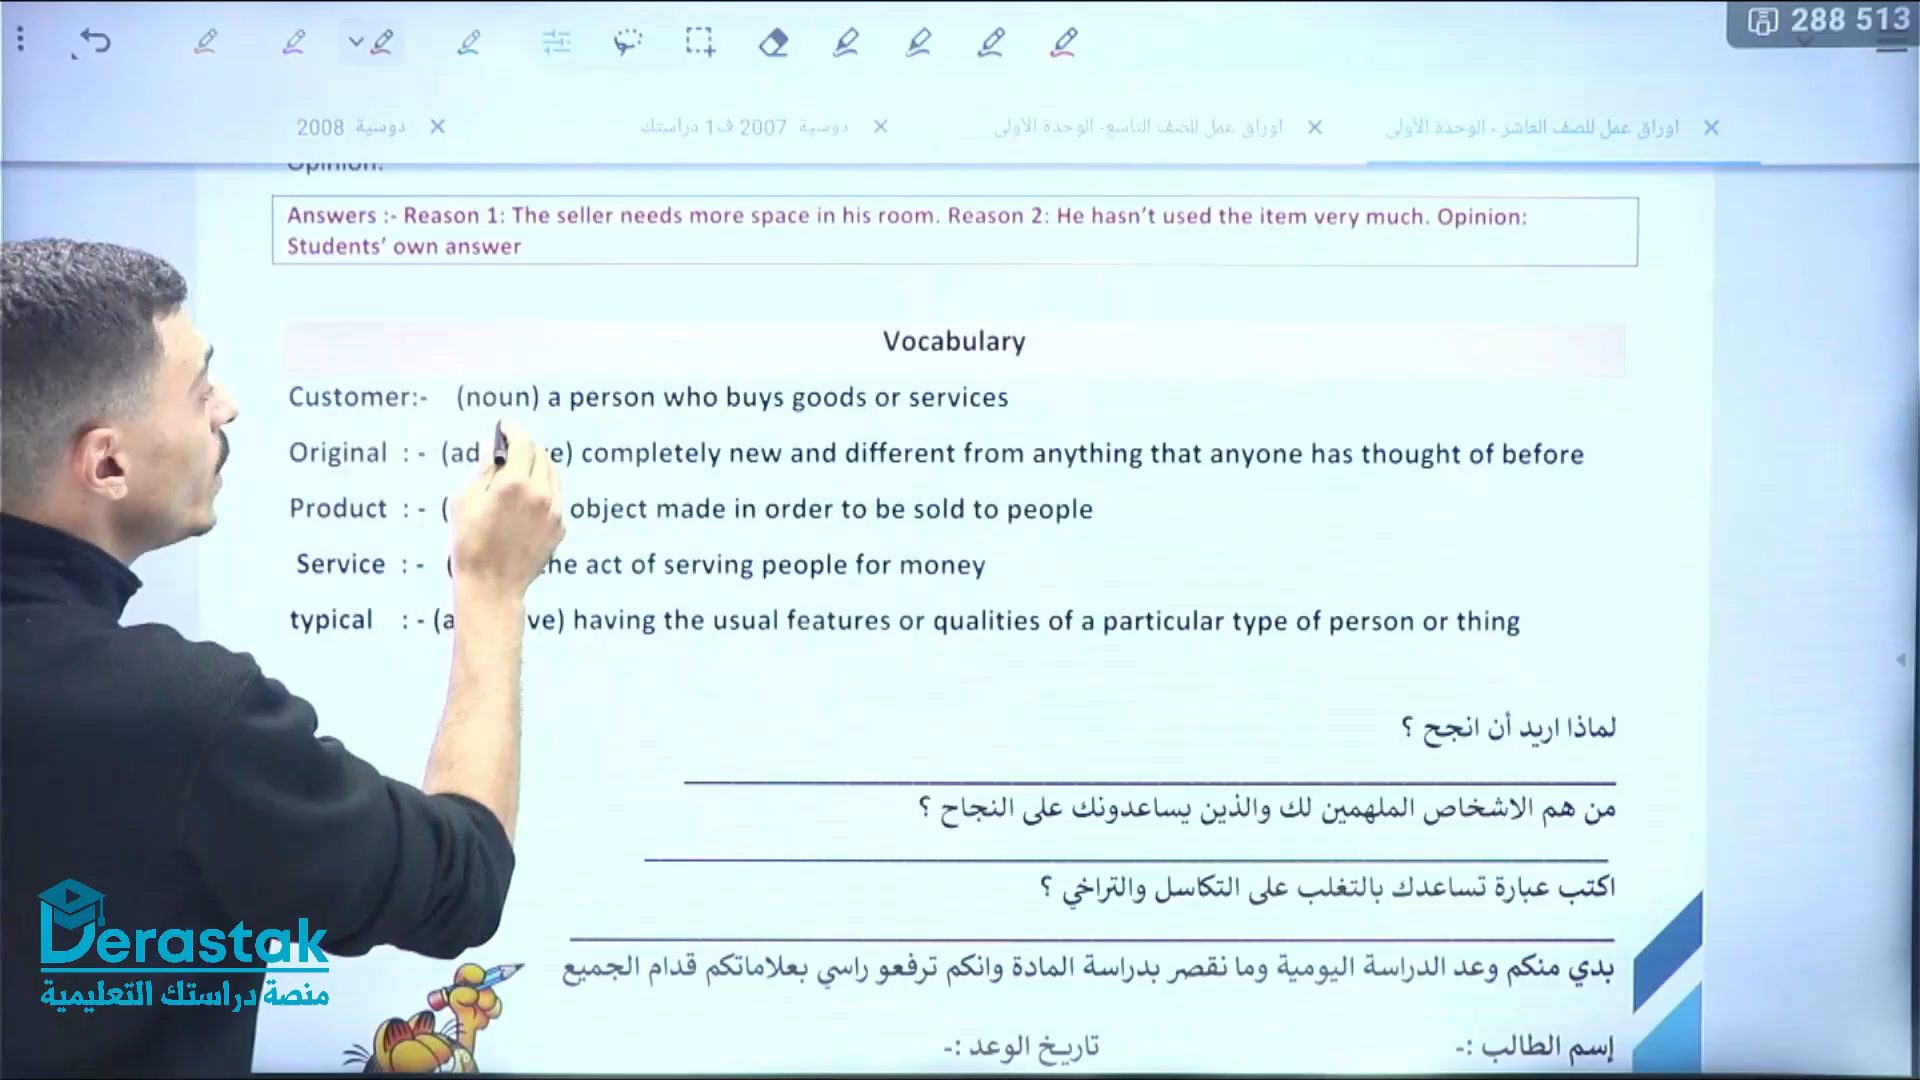 288 513
دوسية 2008
دوسية 2007 ف1 دراستك
اوراق عمل للصف التاسع- الوحدة الأولى
اوراق عمل للصف العاشر - الوحدة الأولى
Opinion:
Answers :- Reason 1: The seller needs more space in his room. Reason 2: He hasn't used the item very much. Opinion:
Students' own answer
Vocabulary
Customer:- (noun) a person who buys goods or services
Original : - (ad ve) completely new and different from anything that anyone has thought of before
Product : - ( object made in order to be sold to people
Service : - ( the act of serving people for money
typical : - (a ve) having the usual features or qualities of a particular type of person or thing
لماذا اريد أن انجح ؟
من هم الاشخاص الملهمين لك والذين يساعدونك على النجاح ؟
اكتب عبارة تساعدك بالتغلب على التكاسل والتراخي ؟
بدي منكم وعد الدراسة اليومية وما نقصر بدراسة المادة وانكم ترفعو راسي بعلاماتكم قدام الجميع
إسم الطالب :- تاريخ الوعد :-
Derastak
منصة دراستك التعليمية